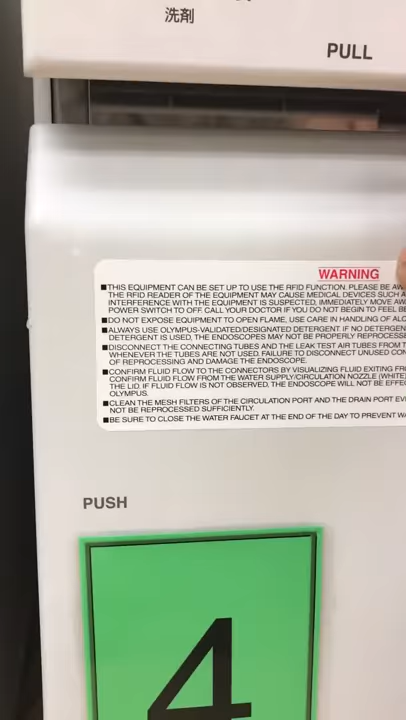 洗剤
PULL
WARNING
■THIS EQUIPMENT CAN BE SET UP TO USE THE RFID FUNCTION. PLEASE BE
THE RFID READER OF THE EQUIPMENT MAY CAUSE MEDICAL DEVICES SUCH
INTERFERENCE WITH THE EQUIPMENT IS SUSPECTED, IMMEDIATELY MOVE
POWER SWITCH TO OFF. CALL YOUR DOCTOR IF YOU DO NOT BEGIN TO FEEL
■DO NOT EXPOSE EQUIPMENT TO OPEN FLAME, USE CARE IN HANDLING OF
■ALWAYS USE OLYMPUS-VALIDATED/DESIGNATED DETERGENT. IF NO
DETERGENT IS USED, THE ENDOSCOPES MAY NOT BE PROPERLY
■DISCONNECT THE CONNECTING TUBES AND THE LEAK TEST AIR TUBES FROM
WHENEVER THE TUBES ARE NOT USED. FAILURE TO DISCONNECT UNUSED
OF REPROCESSING AND DAMAGE THE ENDOSCOPE.
■CONFIRM FLUID FLOW TO THE CONNECTORS BY VISUALIZING FLUID EXITING
CONFIRM FLUID FLOW FROM THE WATER SUPPLY/CIRCULATION NOZZLE (WHITE)
THE LID. IF FLUID FLOW IS NOT OBSERVED, THE ENDOSCOPE WILL NOT BE
OLYMPUS.
■CLEAN THE MESH FILTERS OF THE CIRCULATION PORT AND THE DRAIN PORT
NOT BE REPROCESSED SUFFICIENTLY.
■BE SURE TO CLOSE THE WATER FAUCET AT THE END OF THE DAY TO PREVENT
PUSH
4